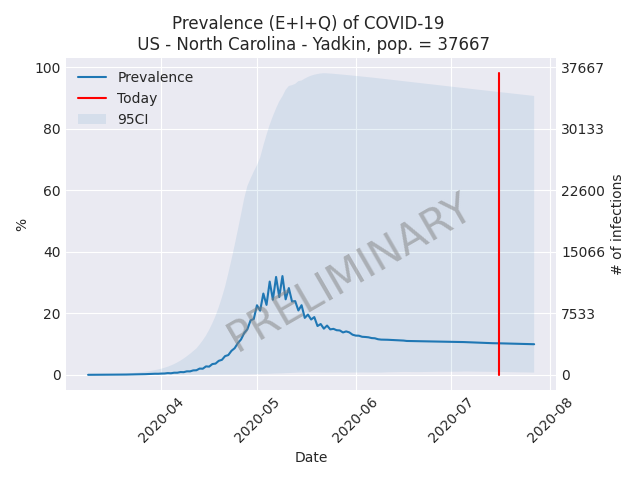 Prevalence (E+I+Q) of COVID-19
US - North Carolina - Yadkin, pop. = 37667
100
80
60
40
20
0
%
37667
30133
22600
15066
7533
0
# of infections
Prevalence
Today
95CI
PRELIMINARY
2020-04
2020-05
2020-06
2020-07
2020-08
Date